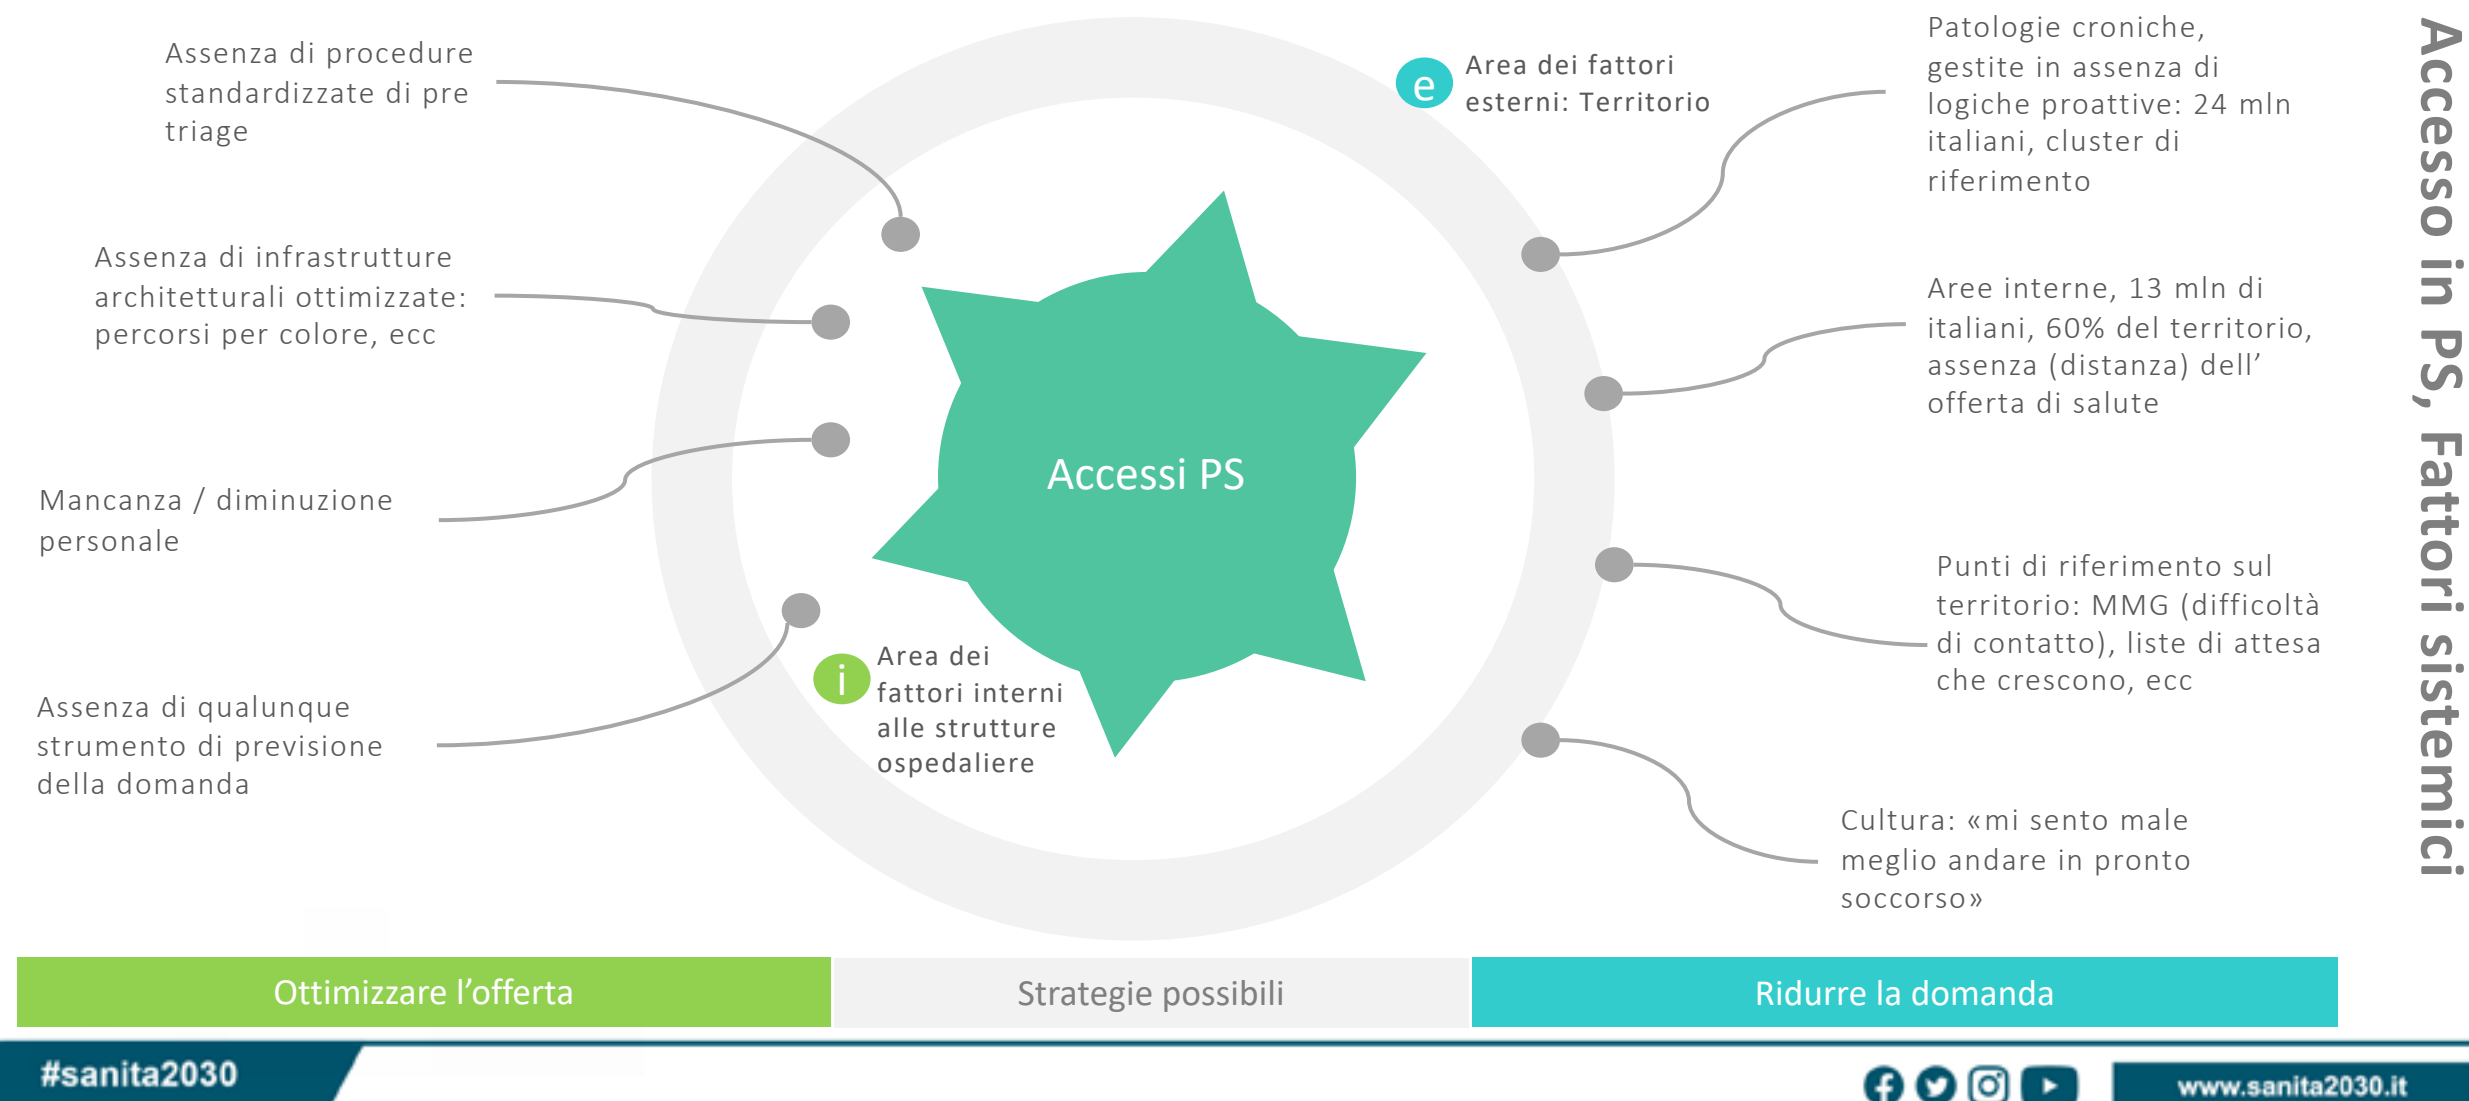 Accesso in PS, Fattori sistemici
Assenza di procedure
standardizzate di pre
triage
Assenza di infrastrutture
architetturali ottimizzate:
percorsi per colore, ecc
Mancanza / diminuzione
personale
Assenza di qualunque
strumento di previsione
della domanda
e
Area dei fattori
esterni: Territorio
Accessi PS
i
Area dei
fattori interni
alle strutture
ospedaliere
Patologie croniche,
gestite in assenza di
logiche proattive: 24 mln
italiani, cluster di
riferimento
Aree interne, 13 mln di
italiani, 60% del territorio,
assenza (distanza) dell’
offerta di salute
Punti di riferimento sul
territorio: MMG (difficoltà
di contatto), liste di attesa
che crescono, ecc
Cultura: «mi sento male
meglio andare in pronto
soccorso»
Ottimizzare l’offerta
Strategie possibili
Ridurre la domanda
#sanita2030
www.sanita2030.it